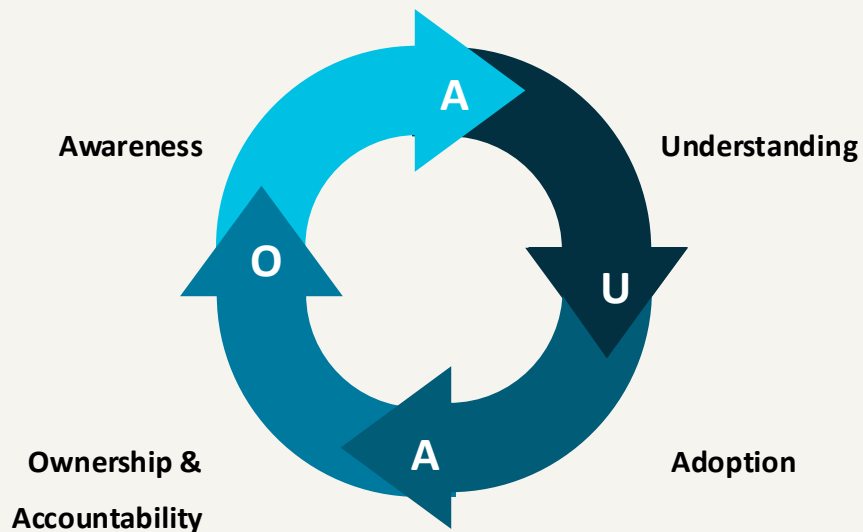 A
Awareness
Understanding
O
U
A
Ownership &
Accountability
Adoption